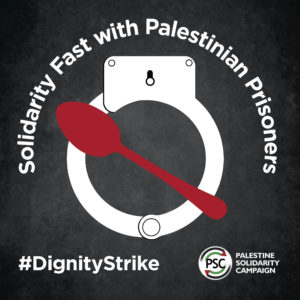 Solidarity Fast with Palestinian Prisoners
#DignityStrike
PSC
PALESTINE
SOLIDARITY
CAMPAIGN